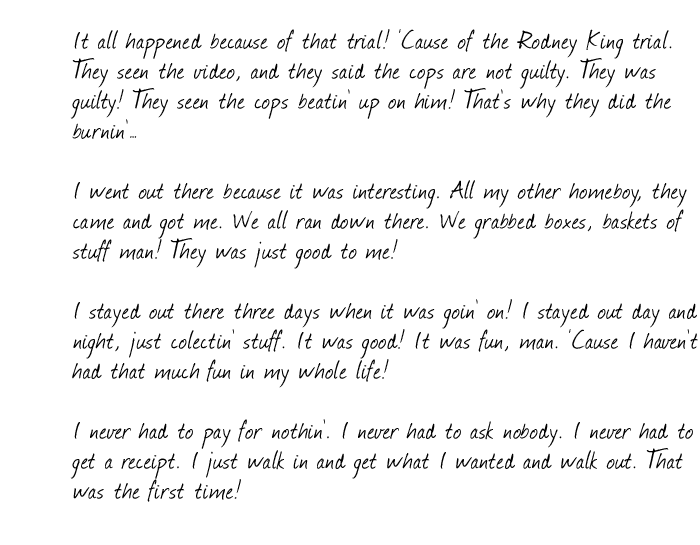 It all happened because of that trial! 'Cause of the Rodney King trial.
They seen the video, and they said the cops are not guilty. They was
guilty! They seen the cops beatin' up on him! That's why they did the
burnin'...
I went out there because it was interesting. All my other homeboy, they
came and got me. We all ran down there. We grabbed boxes, baskets of
stuff man! They was just good to me!
I stayed out there three days when it was goin' on! I stayed out day and
night, just colectin' stuff. It was good! It was fun, man. 'Cause I haven't
had that much fun in my whole life!
I never had to pay for nothin'. I never had to ask nobody. I never had to
get a receipt. I just walk in and get what I wanted and walk out. That
was the first time!